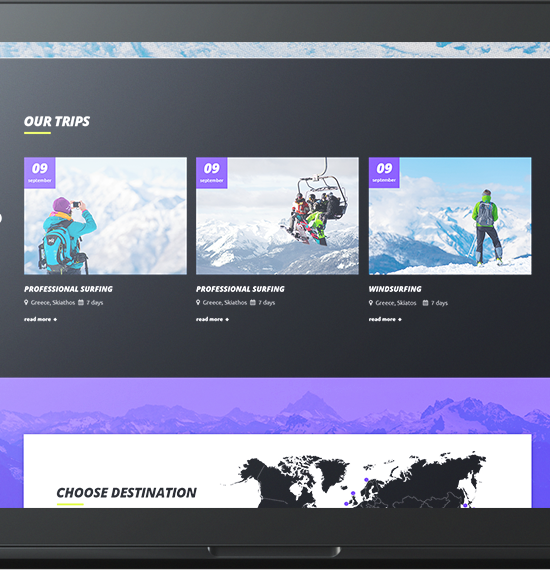 OUR TRIPS
09
september
09
september
09
september
PROFESSIONAL SURFING
Greece, Skiathos 7 days
read more +
PROFESSIONAL SURFING
Greece, Skiathos 7 days
read more +
WINDSURFING
Greece, Skiatos 7 days
read more +
CHOOSE DESTINATION